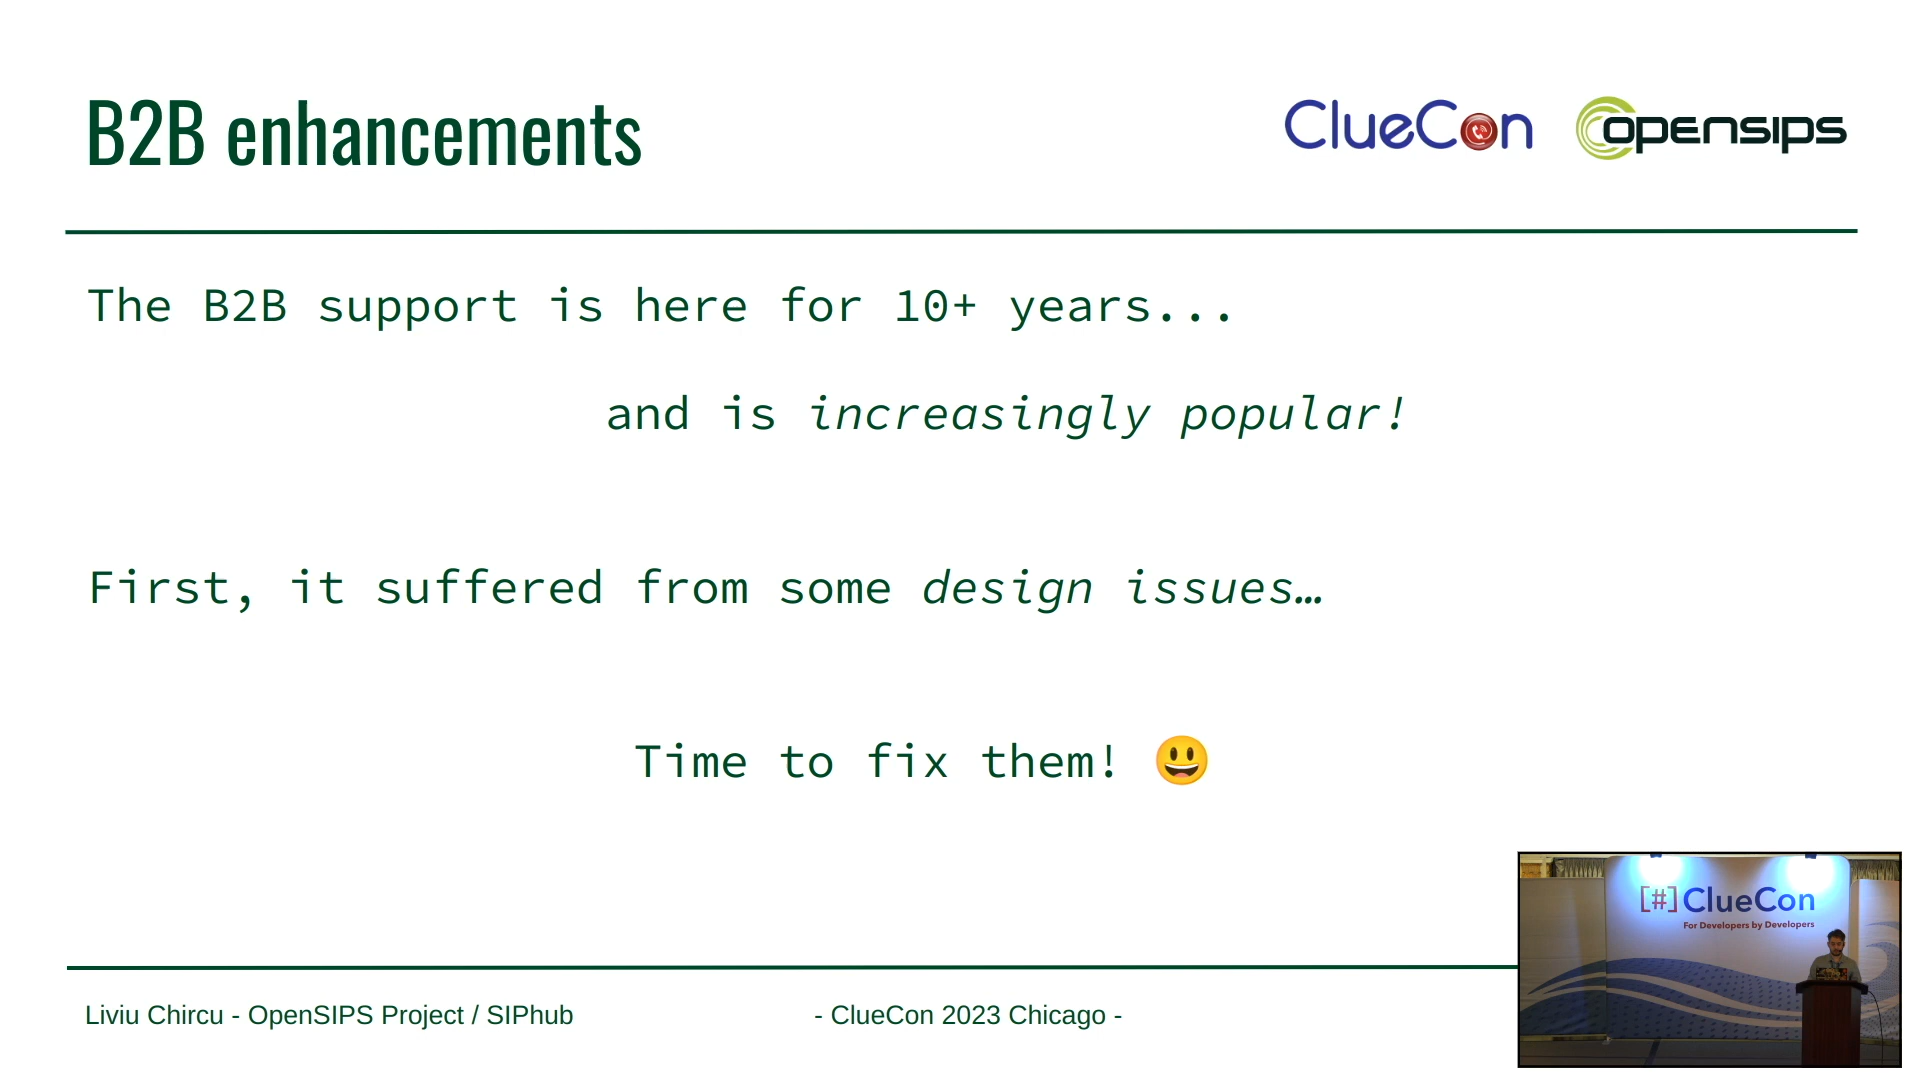 B2B enhancements
ClueCon
opensips
The B2B support is here for 10+ years...
and is increasingly popular!
First, it suffered from some design issues…
Time to fix them! 😃
[#] ClueCon
For Developers by Developers
Liviu Chircu - OpenSIPS Project / SIPhub
- ClueCon 2023 Chicago -